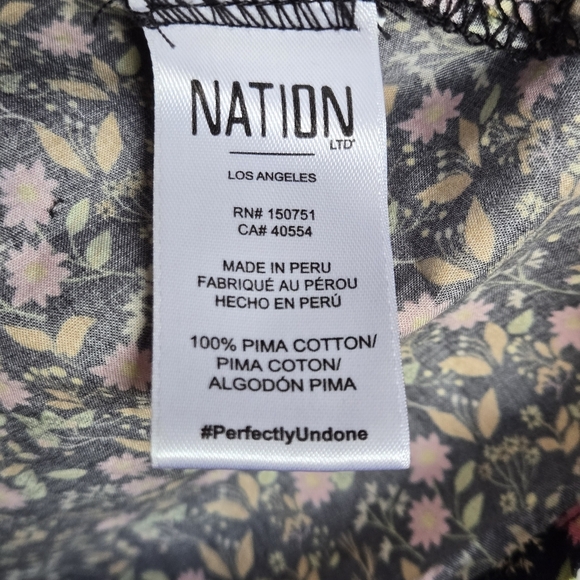 NATION
LTD
LOS ANGELES
RN# 150751
CA# 40554
MADE IN PERU
FABRIQUÉ AU PÉROU
HECHO EN PERÚ
100% PIMA COTTON/
PIMA COTON/
ALGODÓN PIMA
#PerfectlyUndone